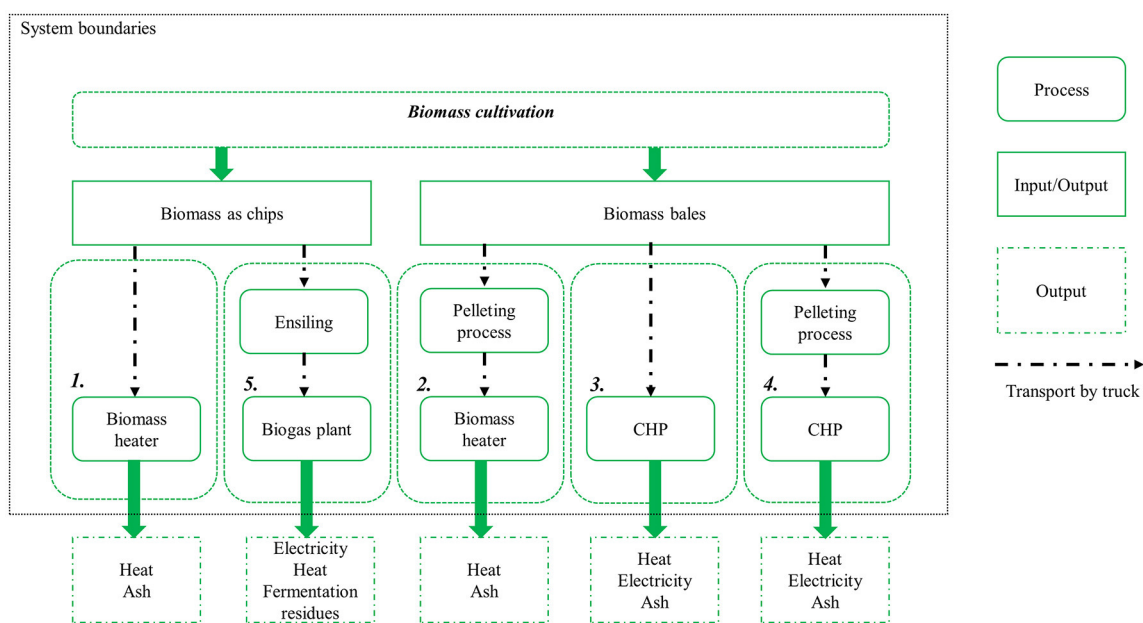 System boundaries
Biomass cultivation
Biomass as chips
Biomass bales
Ensiling
Pelleting
process
Pelleting
process
1.
5.
2.
3.
4.
Biomass
heater
Biogas plant
Biomass
heater
CHP
CHP
Heat
Ash
Electricity
Heat
Fermentation
residues
Heat
Ash
Heat
Electricity
Ash
Heat
Electricity
Ash
Process
Input/Output
Output
Transport by truck